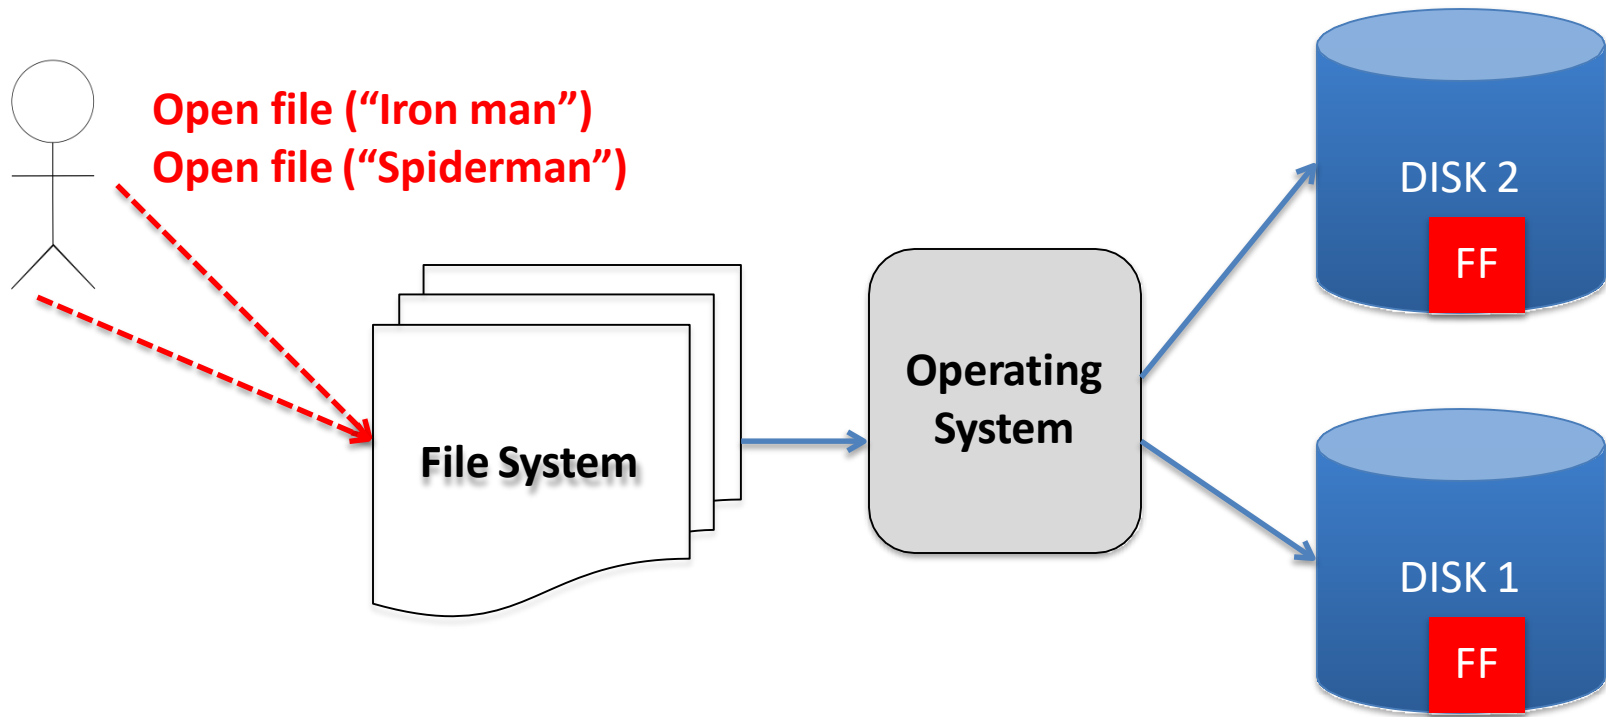 Open file (“Iron man”)
Open file (“Spiderman”)
File System
Operating
System
DISK 2
FF
DISK 1
FF